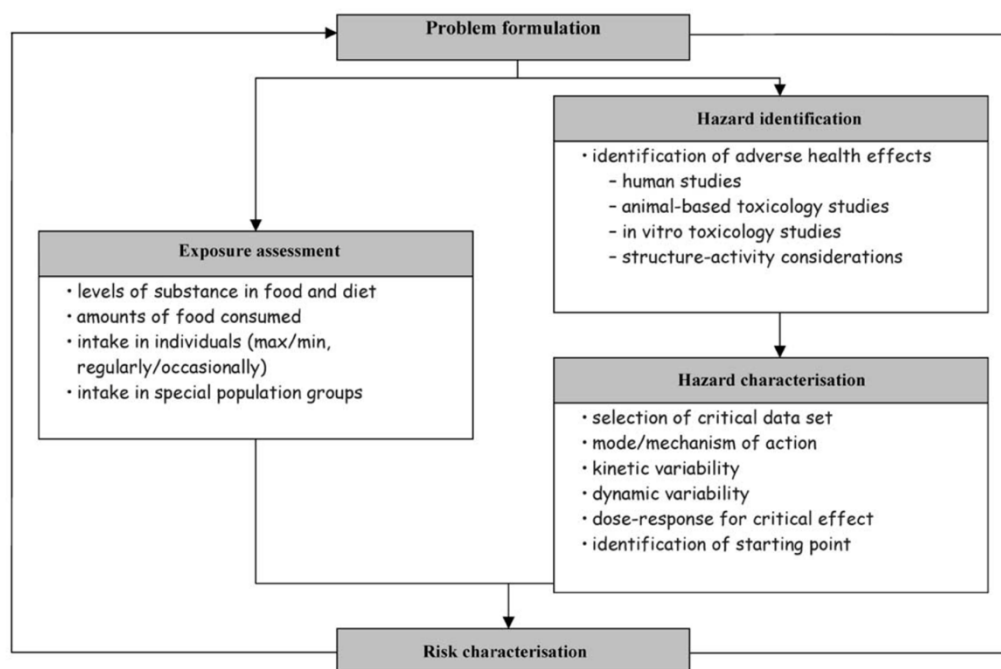 Problem formulation
Hazard identification
• identification of adverse health effects
– human studies
– animal-based toxicology studies
– in vitro toxicology studies
– structure-activity considerations
Exposure assessment
• levels of substance in food and diet
• amounts of food consumed
• intake in individuals (max/min,
regularly/occasionally)
• intake in special population groups
Hazard characterisation
• selection of critical data set
• mode/mechanism of action
• kinetic variability
• dynamic variability
• dose-response for critical effect
• identification of starting point
Risk characterisation